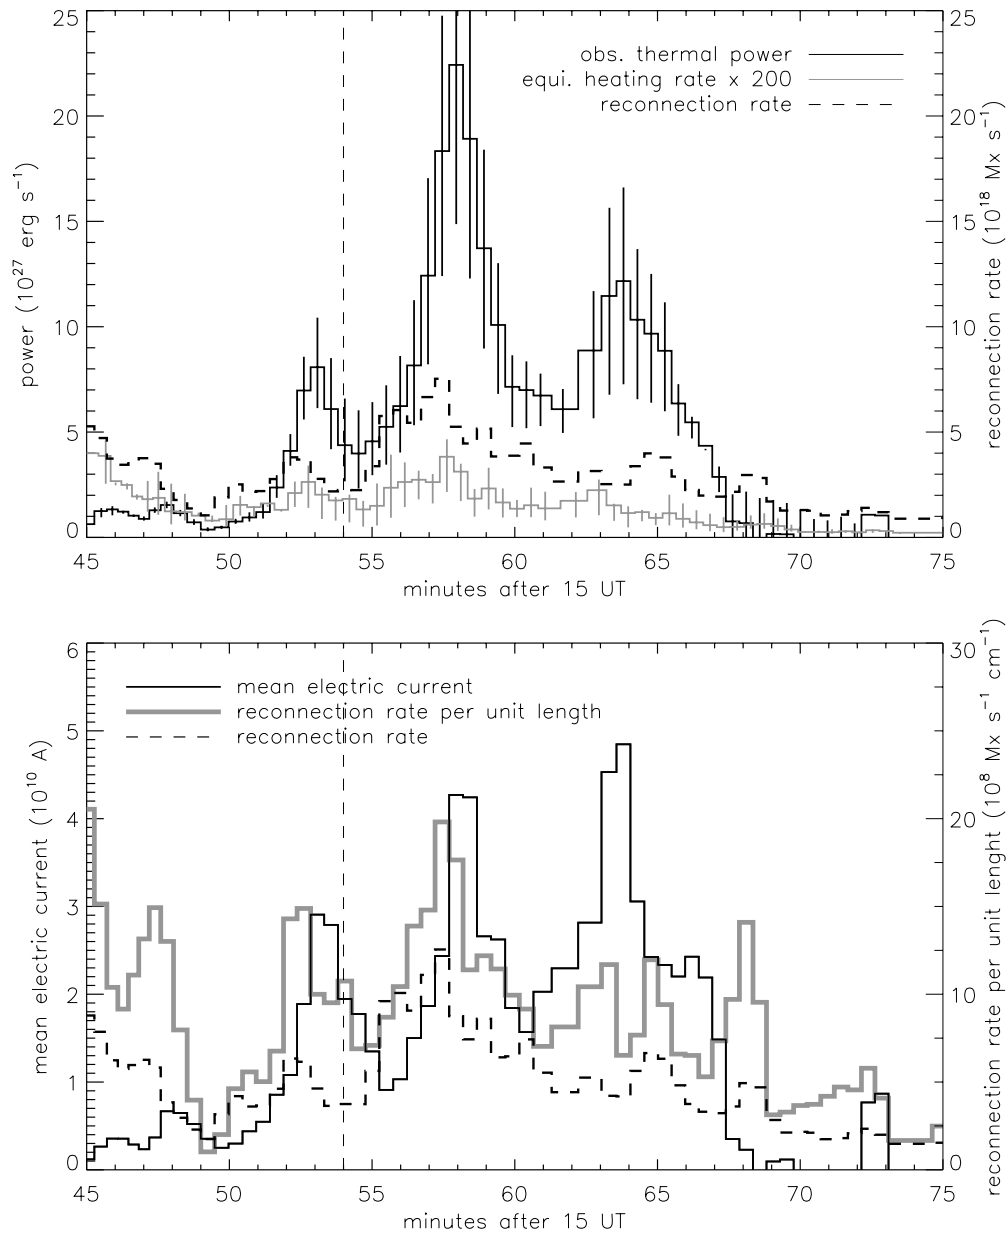 25
20
15
10
5
0
power (10^27 erg s^-1)
obs. thermal power
equi. heating rate x 200
reconnection rate
25
20
15
10
5
0
reconnection rate (10^18 Mx s^-1)
45 50 55 60 65 70 75
minutes after 15 UT
6
5
4
3
2
1
0
mean electric current (10^10 A)
mean electric current
reconnection rate per unit length
reconnection rate
30
20
10
0
reconnection rate per unit lenght (10^8 Mx s^-1 cm^-1)
45 50 55 60 65 70 75
minutes after 15 UT